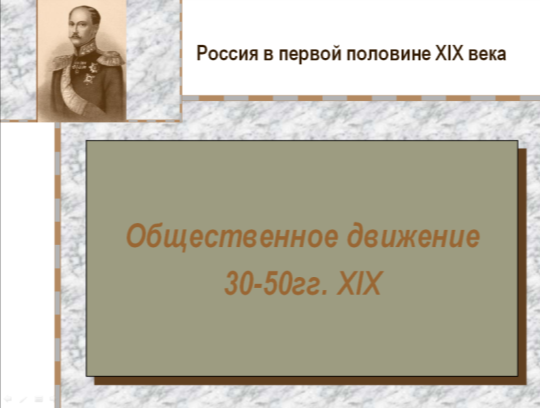 Россия в первой половине XIX века
Общественное движение
30-50гг. XIX